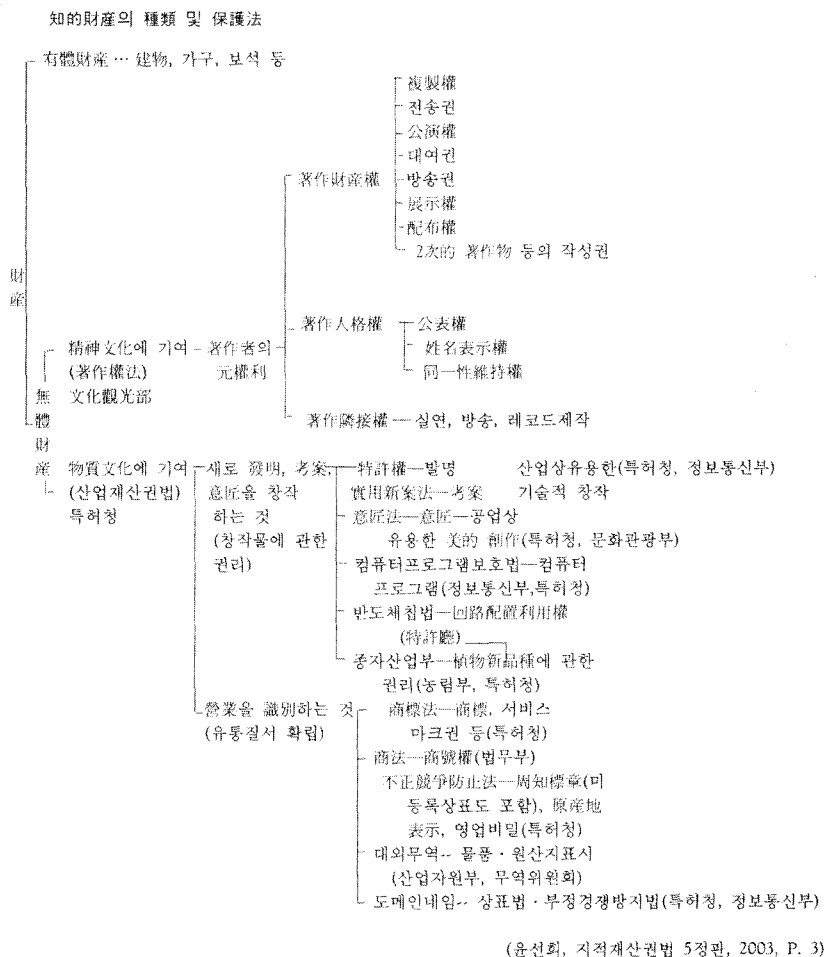 知的財産의 種類 및 保護法
有體財産 … 建物, 가구, 보석 등
複製權
전송권
公演權
대여권
著作財産權
방송권
展示權
配布權
2次的 著作物 등의 작성권
財
産
著作人格權
公表權
精神文化에 기여
著作者의
姓名表示權
(著作權法)
元權利
同一性維持權
無
文化觀光部
體
著作隣接權 — 실연, 방송, 레코드제작
財
産
物質文化에 기여
새로 發明, 考案,
特許權—발명
산업상유용한(특허청, 정보통신부)
(산업재산권법)
意匠을 창작
實用新案法—考案
기술적 창작
특허청
하는 것
意匠法—意匠—공업상
(창작물에 관한
유용한 美的 創作(특허청, 문화관광부)
권리)
컴퓨터프로그램보호법—컴퓨터
프로그램(정보통신부,특허청)
반도체칩법—回路配置利用權
(特許廳)
종자산업부—植物新品種에 관한
권리(농림부, 특허청)
營業을 識別하는 것
商標法—商標, 서비스
(유통질서 확립)
마크권 등(특허청)
商法—商號權(법무부)
不正競爭防止法—周知標章(미
등록상표도 포함), 原産地
表示, 영업비밀(특허청)
대외무역-- 물품 · 원산지표시
(산업자원부, 무역위원회)
도메인네임-- 상표법 · 부정경쟁방지법(특허청, 정보통신부)
(윤선희, 지적재산권법 5정판, 2003, P. 3)